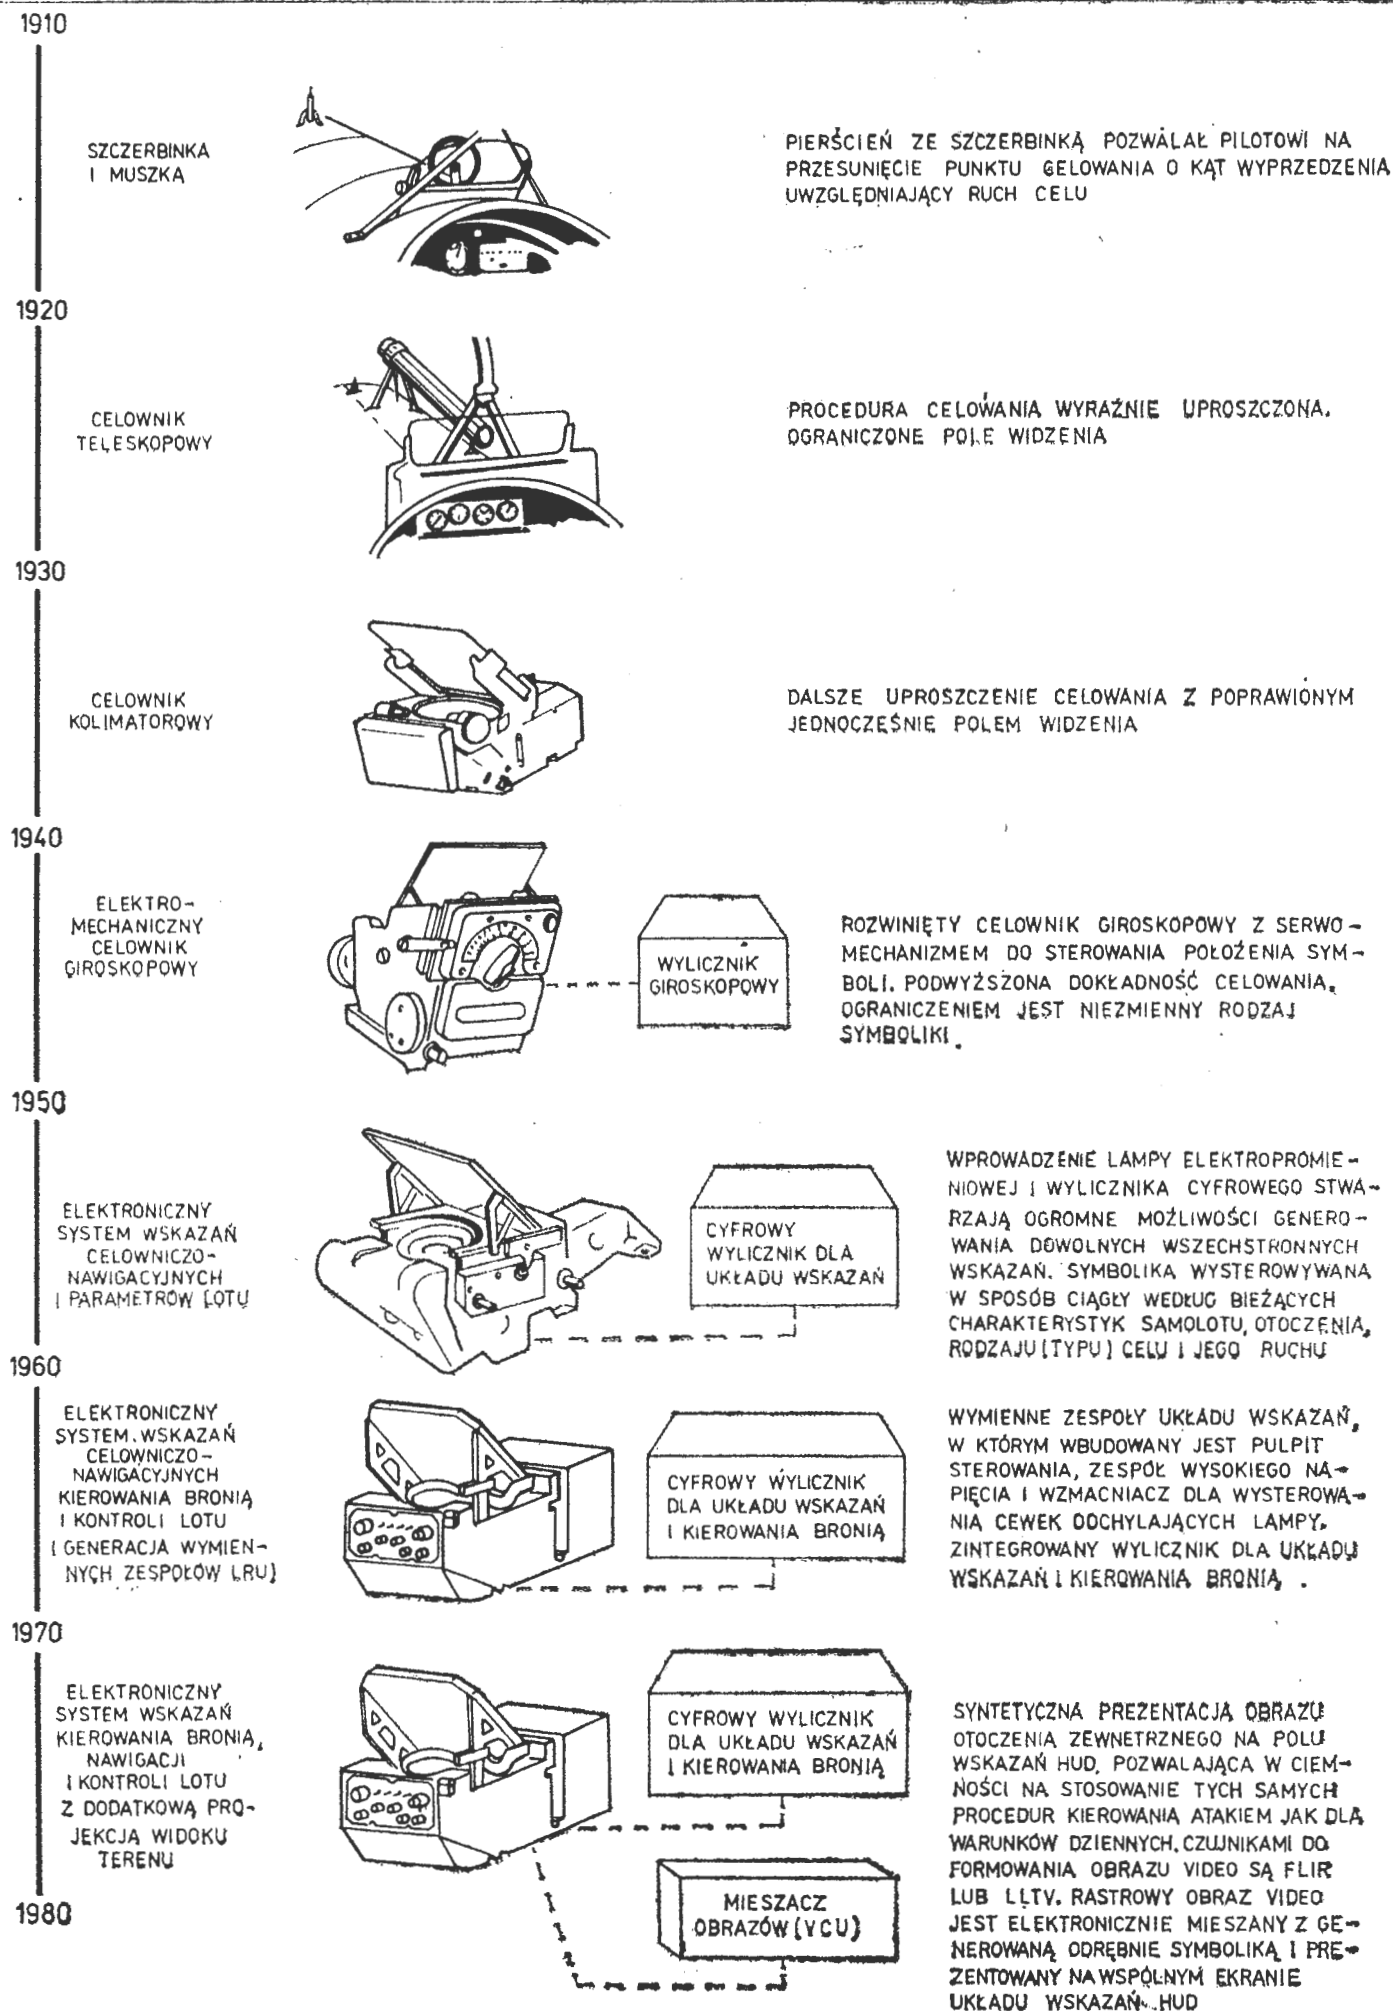 1910
SZCZERBINKA
I MUSZKA
PIERŚCIEŃ ZE SZCZERBINKĄ POZWALAŁ PILOTOWI NA
PRZESUNIĘCIE PUNKTU CELOWANIA O KĄT WYPRZEDZENIA
UWZGLĘDNIAJĄCY RUCH CELU
1920
CELOWNIK
TELESKOPOWY
PROCEDURA CELOWANIA WYRAŹNIE UPROSZCZONA.
OGRANICZONE POLE WIDZENIA
1930
CELOWNIK
KOLIMATOROWY
DALSZE UPROSZCZENIE CELOWANIA Z POPRAWIONYM
JEDNOCZEŚNIE POLEM WIDZENIA
1940
ELEKTRO-
MECHANICZNY
CELOWNIK
GIROSKOPOWY
WYLICZNIK
GIROSKOPOWY
ROZWINIĘTY CELOWNIK GIROSKOPOWY Z SERWO-
MECHANIZMEM DO STEROWANIA POŁOŻENIA SYM-
BOLI. PODWYŻSZONA DOKŁADNOŚĆ CELOWANIA.
OGRANICZENIEM JEST NIEZMIENNY RODZAJ
SYMBOLIKI.
1950
ELEKTRONICZNY
SYSTEM WSKAZAŃ
CELOWNICZO-
NAWIGACYJNYCH
I PARAMETRÓW LOTU
CYFROWY
WYLICZNIK DLA
UKŁADU WSKAZAŃ
WPROWADZENIE LAMPY ELEKTROPROMIE-
NIOWEJ I WYLICZNIKA CYFROWEGO STWA-
RZAJĄ OGROMNE MOŻLIWOŚCI GENERO-
WANIA DOWOLNYCH WSZECHSTRONNYCH
WSKAZAŃ. SYMBOLIKA WYSTEROWYWANA
W SPOSÓB CIĄGŁY WEDŁUG BIEŻĄCYCH
CHARAKTERYSTYK SAMOLOTU, OTOCZENIA,
RODZAJU (TYPU) CELU I JEGO RUCHU
1960
ELEKTRONICZNY
SYSTEM WSKAZAŃ
CELOWNICZO-
NAWIGACYJNYCH
KIEROWANIA BRONIĄ
I KONTROLI LOTU
( GENERACJA WYMIEN-
NYCH ZESPOŁÓW LRU)
CYFROWY WYLICZNIK
DLA UKŁADU WSKAZAŃ
I KIEROWANIA BRONIĄ
WYMIENNE ZESPOŁY UKŁADU WSKAZAŃ,
W KTÓRYM WBUDOWANY JEST PULPIT
STEROWANIA, ZESPÓŁ WYSOKIEGO NA-
PIĘCIA I WZMACNIACZ DLA WYSTEROWA-
NIA CEWEK ODCHYLAJĄCYCH LAMPY.
ZINTEGROWANY WYLICZNIK DLA UKŁADU
WSKAZAŃ I KIEROWANIA BRONIĄ .
1970
ELEKTRONICZNY
SYSTEM WSKAZAŃ
KIEROWANIA BRONIĄ,
NAWIGACJI
I KONTROLI LOTU
Z DODATKOWĄ PRO-
JEKCJĄ WIDOKU
TERENU
CYFROWY WYLICZNIK
DLA UKŁADU WSKAZAŃ
I KIEROWANIA BRONIĄ
MIESZACZ
OBRAZÓW (VCU)
SYNTETYCZNA PREZENTACJA OBRAZU
OTOCZENIA ZEWNETRZNEGO NA POLU
WSKAZAŃ HUD, POZWALAJĄCA W CIEM-
NOŚCI NA STOSOWANIE TYCH SAMYCH
PROCEDUR KIEROWANIA ATAKIEM JAK DLA
WARUNKÓW DZIENNYCH. CZUJNIKAMI DO
FORMOWANIA OBRAZU VIDEO SĄ FLIR
LUB LLTV. RASTROWY OBRAZ VIDEO
JEST ELEKTRONICZNIE MIESZANY Z GE-
NEROWANĄ ODRĘBNIE SYMBOLIKĄ I PRE-
ZENTOWANY NA WSPÓLNYM EKRANIE
UKŁADU WSKAZAŃ HUD
1980